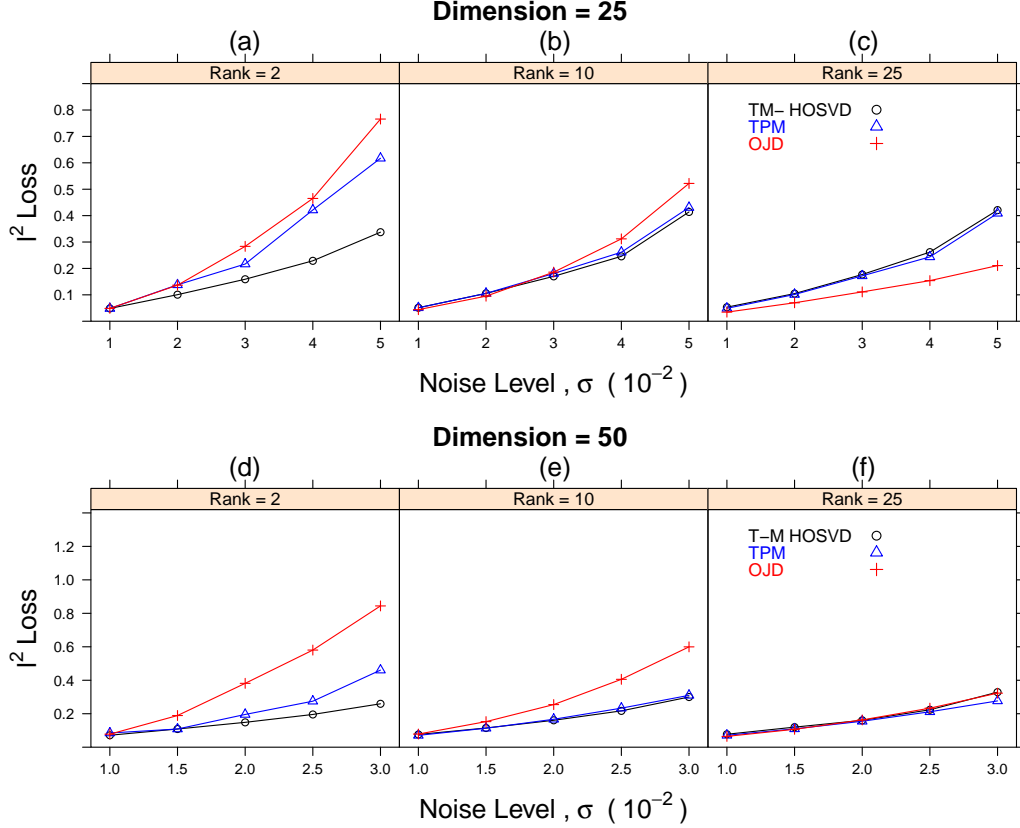 Dimension = 25
(a) (b) (c)
Rank = 2 Rank = 10 Rank = 25
TM− HOSVD
TPM
OJD
0.8
0.7
0.6
0.5
0.4
0.3
0.2
0.1
l² Loss
1 2 3 4 5 1 2 3 4 5 1 2 3 4 5
Noise Level , σ ( 10⁻² )
Dimension = 50
(d) (e) (f)
Rank = 2 Rank = 10 Rank = 25
T−M HOSVD
TPM
OJD
1.2
1.0
0.8
0.6
0.4
0.2
l² Loss
1.0 1.5 2.0 2.5 3.0 1.0 1.5 2.0 2.5 3.0 1.0 1.5 2.0 2.5 3.0
Noise Level , σ ( 10⁻² )